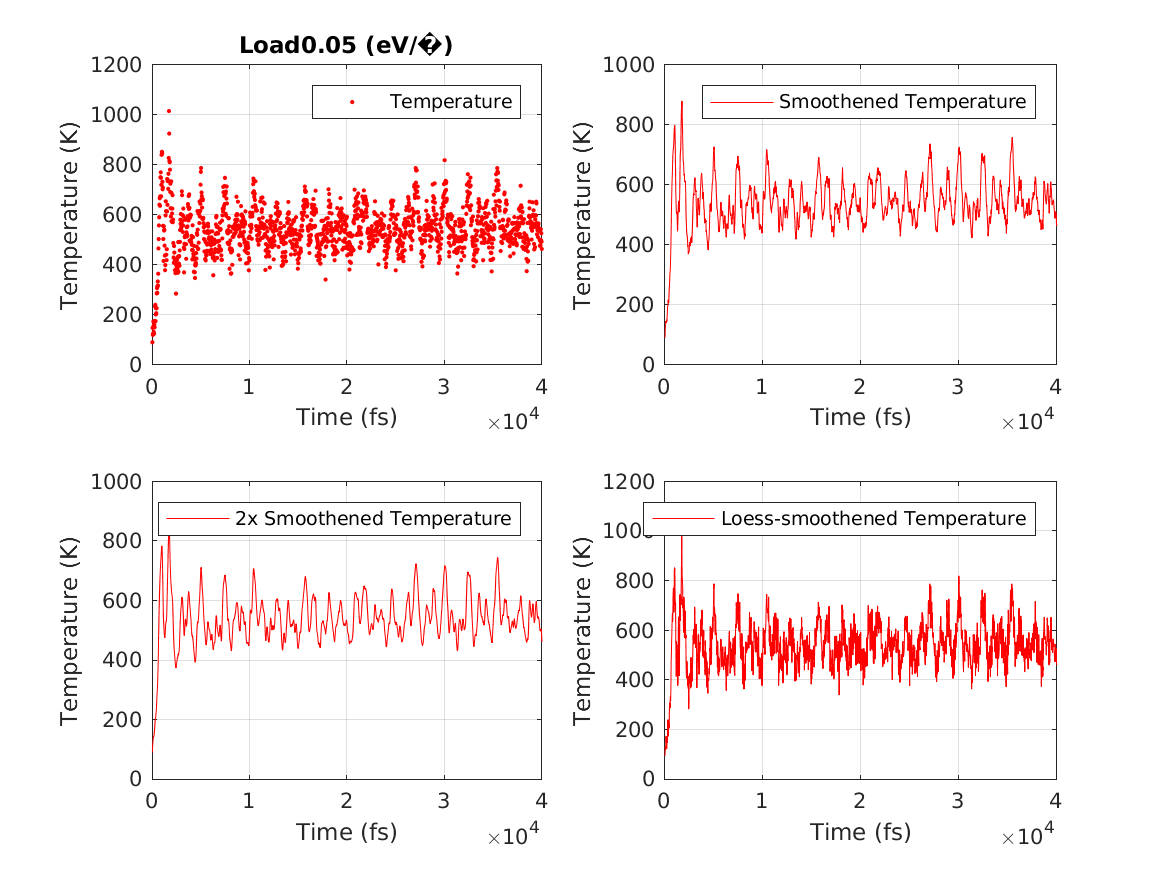 Load0.05 (eV/�)
Temperature (K)
1200
1000
800
600
400
200
0
Temperature
0 1 2 3 4
Time (fs)
×10^4
Temperature (K)
1000
800
600
400
200
0
Smoothened Temperature
0 1 2 3 4
Time (fs)
×10^4
Temperature (K)
1000
800
600
400
200
0
2x Smoothened Temperature
0 1 2 3 4
Time (fs)
×10^4
Temperature (K)
1200
1000
800
600
400
200
0
Loess-smoothened Temperature
0 1 2 3 4
Time (fs)
×10^4